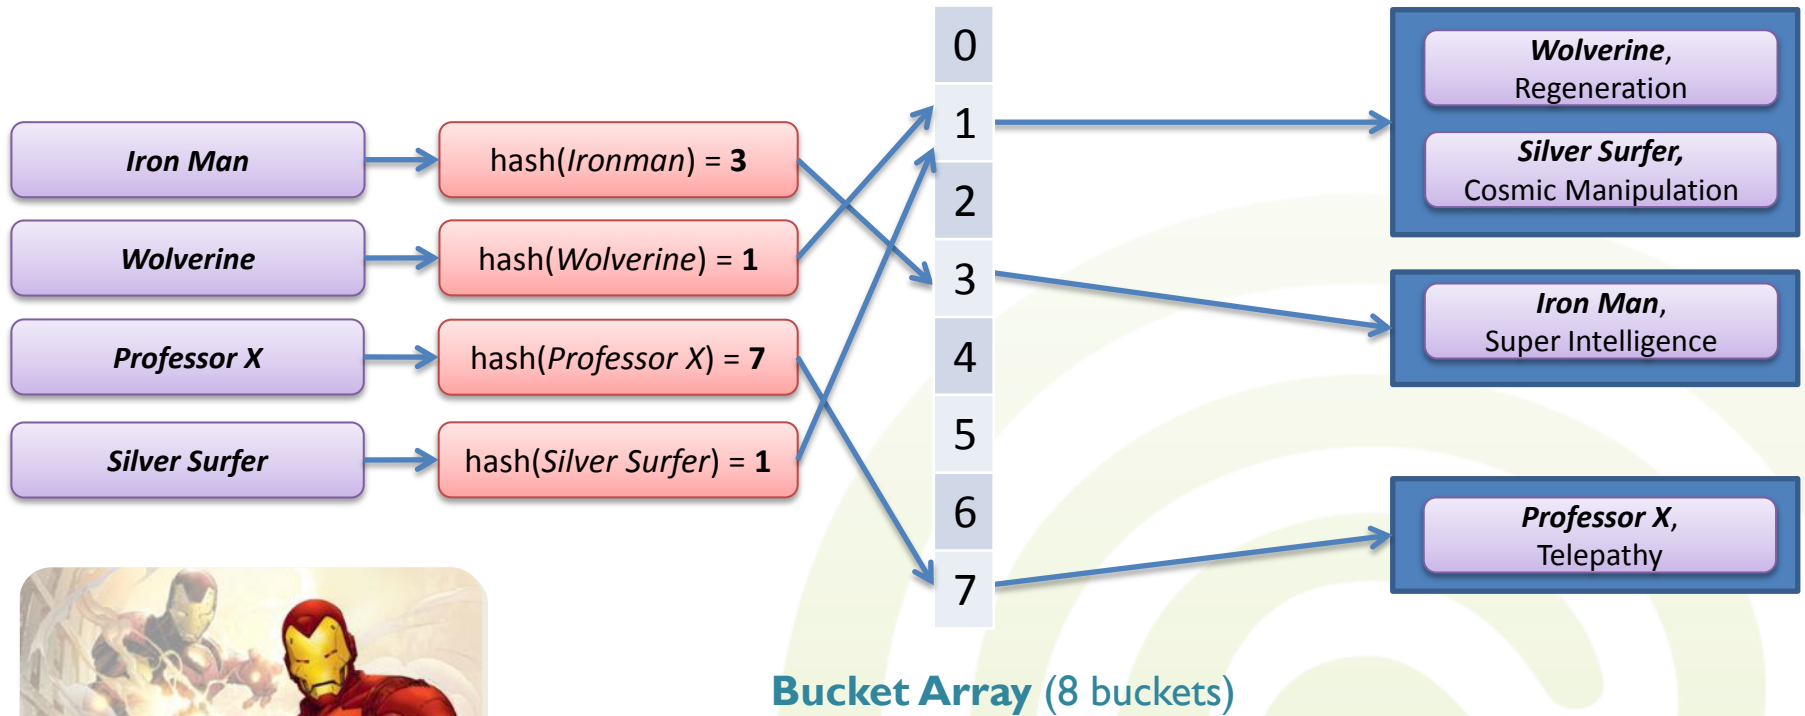 Iron Man
hash(Ironman) = 3
Wolverine
hash(Wolverine) = 1
Professor X
hash(Professor X) = 7
Silver Surfer
hash(Silver Surfer) = 1
0
1
2
3
4
5
6
7
Wolverine,
Regeneration
Silver Surfer,
Cosmic Manipulation
Iron Man,
Super Intelligence
Professor X,
Telepathy
Bucket Array (8 buckets)